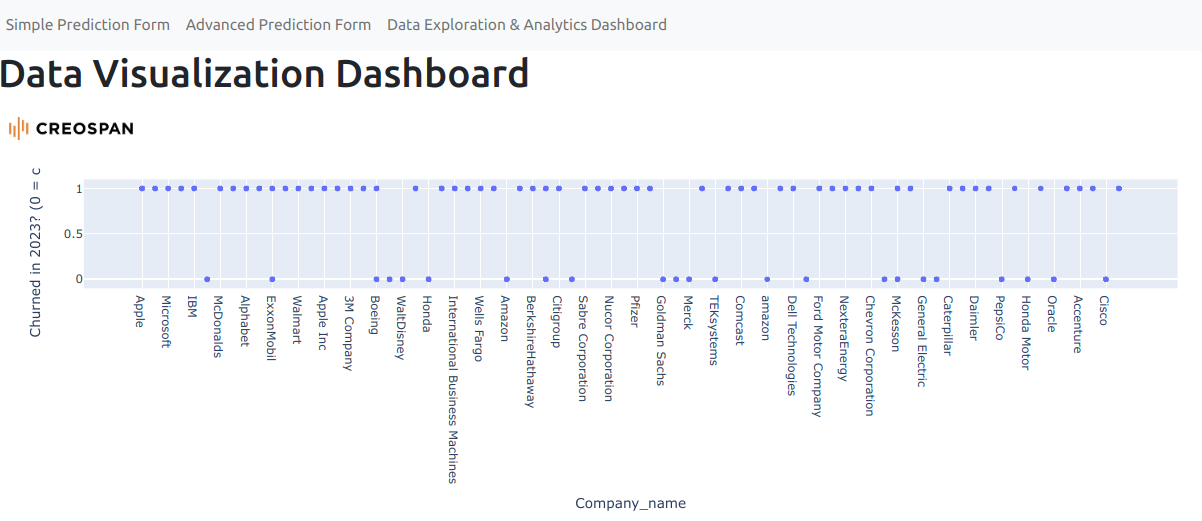 Simple Prediction Form Advanced Prediction Form Data Exploration & Analytics Dashboard
Data Visualization Dashboard
CREOSPAN
Churned in 2023? (0 = c
1
0.5
0
Apple
Microsoft
IBM
McDonalds
Alphabet
ExxonMobil
Walmart
Apple Inc
3M Company
Boeing
WaltDisney
Honda
International Business Machines
Wells Fargo
Amazon
BerkshireHathaway
Citigroup
Sabre Corporation
Nucor Corporation
Pfizer
Goldman Sachs
Merck
TEKsystems
Comcast
amazon
Dell Technologies
Ford Motor Company
NexteraEnergy
Chevron Corporation
McKesson
General Electric
Caterpillar
Daimler
PepsiCo
Honda Motor
Oracle
Accenture
Cisco
Company_name